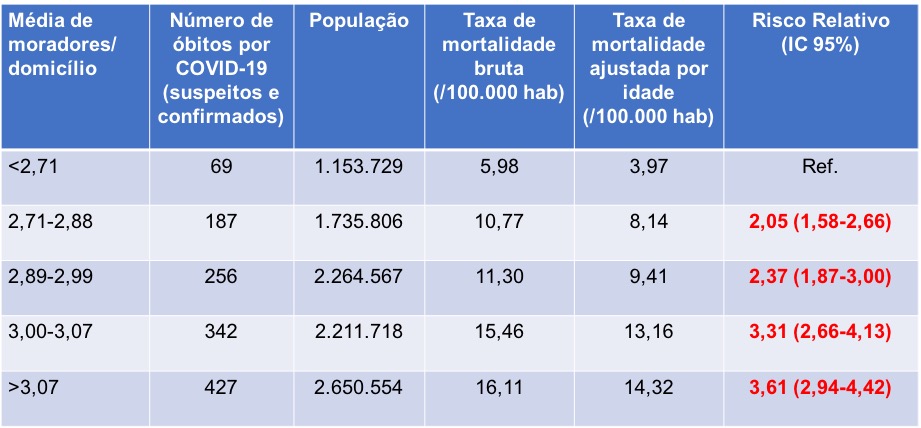 Média de moradores/ domicílio | Número de óbitos por COVID-19 (suspeitos e confirmados) | População | Taxa de mortalidade bruta (/100.000 hab) | Taxa de mortalidade ajustada por idade (/100.000 hab) | Risco Relativo (IC 95%)
<2,71 | 69 | 1.153.729 | 5,98 | 3,97 | Ref.
2,71-2,88 | 187 | 1.735.806 | 10,77 | 8,14 | 2,05 (1,58-2,66)
2,89-2,99 | 256 | 2.264.567 | 11,30 | 9,41 | 2,37 (1,87-3,00)
3,00-3,07 | 342 | 2.211.718 | 15,46 | 13,16 | 3,31 (2,66-4,13)
>3,07 | 427 | 2.650.554 | 16,11 | 14,32 | 3,61 (2,94-4,42)